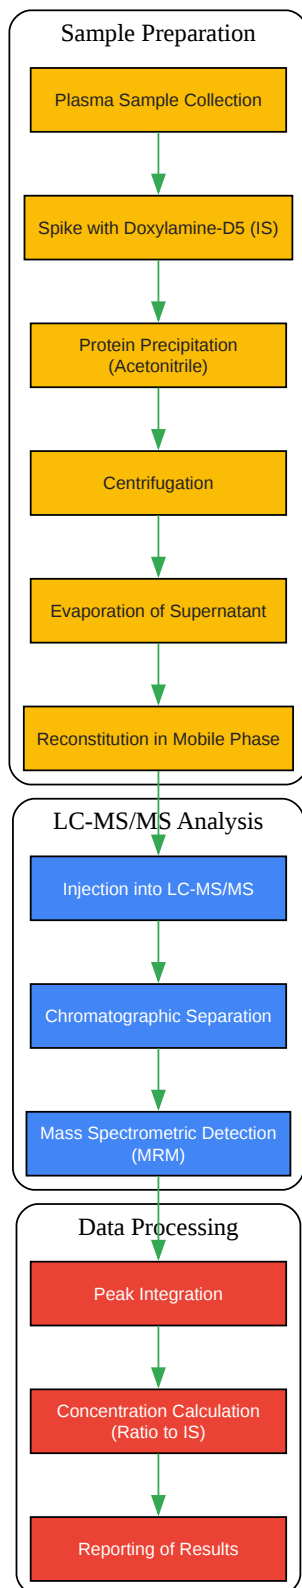 Sample Preparation
Plasma Sample Collection
Spike with Doxylamine-D5 (IS)
Protein Precipitation
(Acetonitrile)
Centrifugation
Evaporation of Supernatant
Reconstitution in Mobile Phase
LC-MS/MS Analysis
Injection into LC-MS/MS
Chromatographic Separation
Mass Spectrometric Detection
(MRM)
Data Processing
Peak Integration
Concentration Calculation
(Ratio to IS)
Reporting of Results